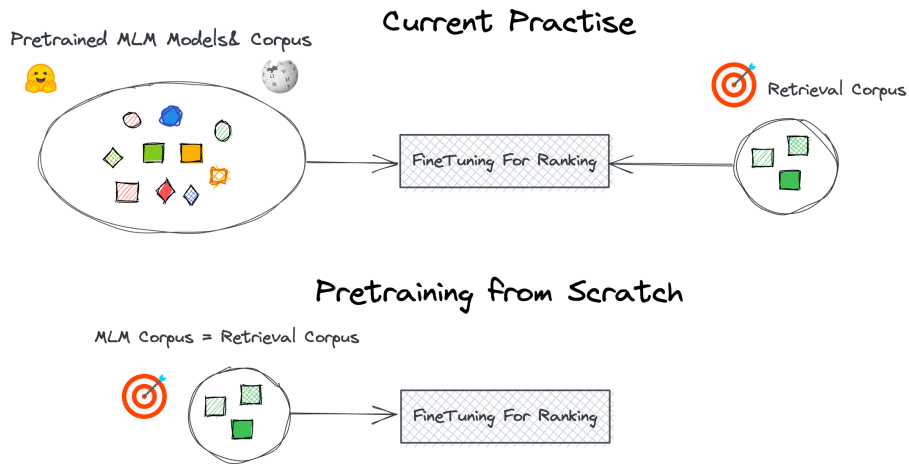 Current Practise
Pretrained MLM Models& Corpus
Retrieval Corpus
FineTuning For Ranking
Pretraining from Scratch
MLM Corpus = Retrieval Corpus
FineTuning For Ranking